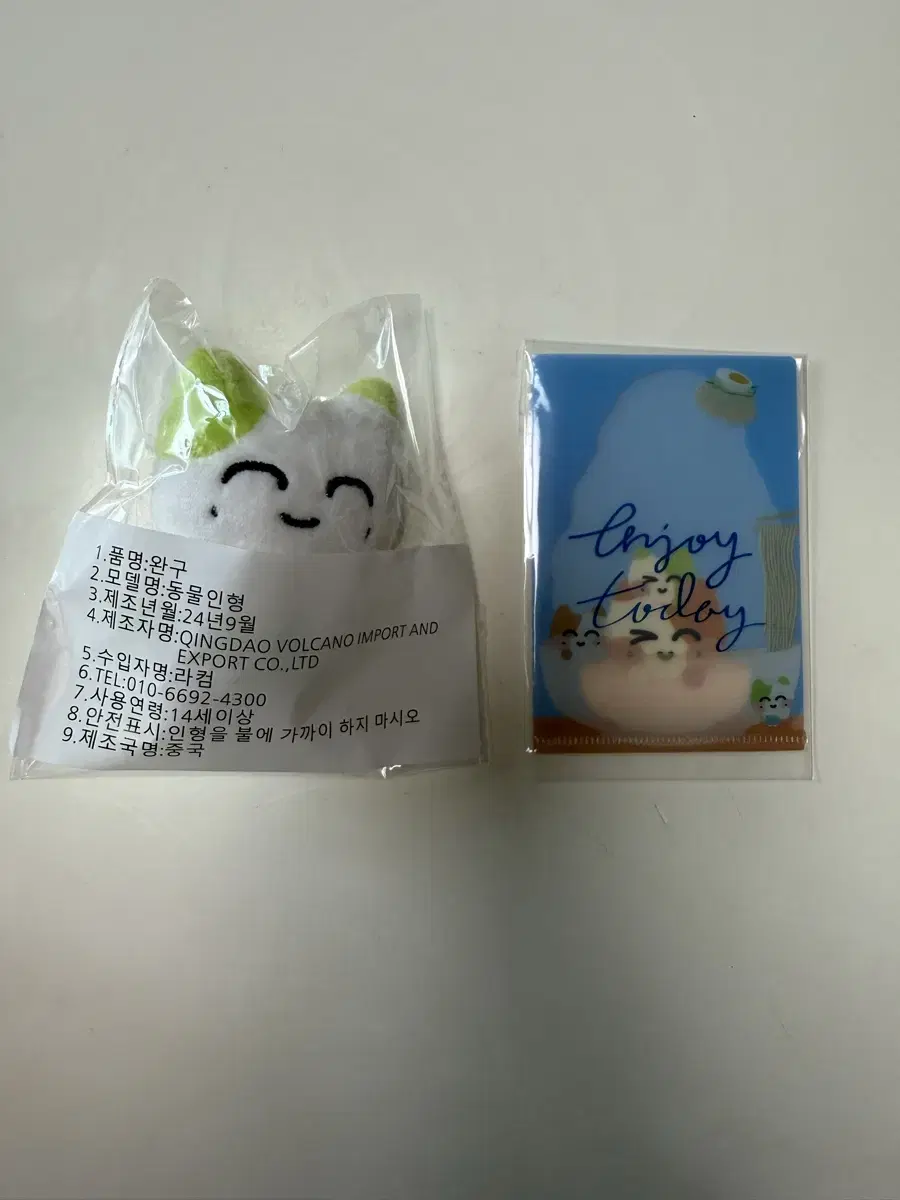 1.품명:완구
2.모델명:동물인형
3.제조년월:24년9월
4.제조자명:QINGDAO VOLCANO IMPORT AND
EXPORT CO.,LTD
5.수입자명:라컴
6.TEL:010-6692-4300
7.사용연령:14세이상
8.안전표시:인형을 불에 가까이 하지 마시오
9.제조국명:중국
Enjoy
today